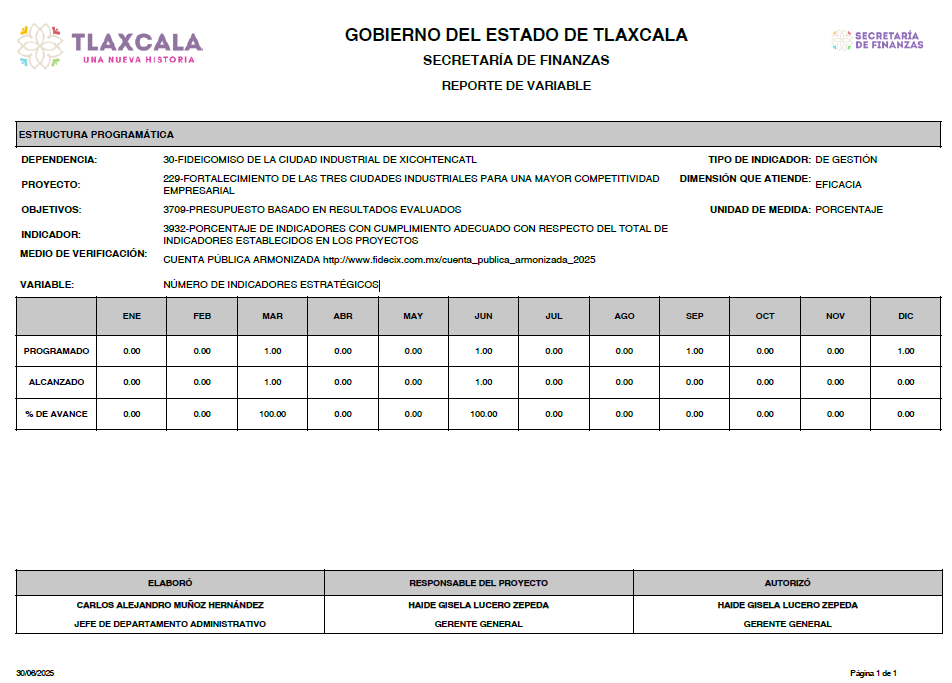 TLAXCALA
UNA NUEVA HISTORIA
GOBIERNO DEL ESTADO DE TLAXCALA
SECRETARÍA DE FINANZAS
REPORTE DE VARIABLE
SECRETARÍA
DE FINANZAS
ESTRUCTURA PROGRAMÁTICA
DEPENDENCIA: 30-FIDEICOMISO DE LA CIUDAD INDUSTRIAL DE XICOHTENCATL TIPO DE INDICADOR: DE GESTIÓN
PROYECTO: 229-FORTALECIMIENTO DE LAS TRES CIUDADES INDUSTRIALES PARA UNA MAYOR COMPETITIVIDAD
EMPRESARIAL
DIMENSIÓN QUE ATIENDE: EFICACIA
OBJETIVOS: 3709-PRESUPUESTO BASADO EN RESULTADOS EVALUADOS UNIDAD DE MEDIDA: PORCENTAJE
INDICADOR: 3932-PORCENTAJE DE INDICADORES CON CUMPLIMIENTO ADECUADO CON RESPECTO DEL TOTAL DE
INDICADORES ESTABLECIDOS EN LOS PROYECTOS
MEDIO DE VERIFICACIÓN: CUENTA PÚBLICA ARMONIZADA http://www.fidecix.com.mx/cuenta_publica_armonizada_2025
VARIABLE: NÚMERO DE INDICADORES ESTRATÉGICOS
ENE FEB MAR ABR MAY JUN JUL AGO SEP OCT NOV DIC
PROGRAMADO 0.00 0.00 1.00 0.00 0.00 1.00 0.00 0.00 1.00 0.00 0.00 1.00
ALCANZADO 0.00 0.00 1.00 0.00 0.00 1.00 0.00 0.00 0.00 0.00 0.00 0.00
% DE AVANCE 0.00 0.00 100.00 0.00 0.00 100.00 0.00 0.00 0.00 0.00 0.00 0.00
ELABORÓ RESPONSABLE DEL PROYECTO AUTORIZÓ
CARLOS ALEJANDRO MUÑOZ HERNÁNDEZ HAIDE GISELA LUCERO ZEPEDA HAIDE GISELA LUCERO ZEPEDA
JEFE DE DEPARTAMENTO ADMINISTRATIVO GERENTE GENERAL GERENTE GENERAL
30/06/2025 Página 1 de 1